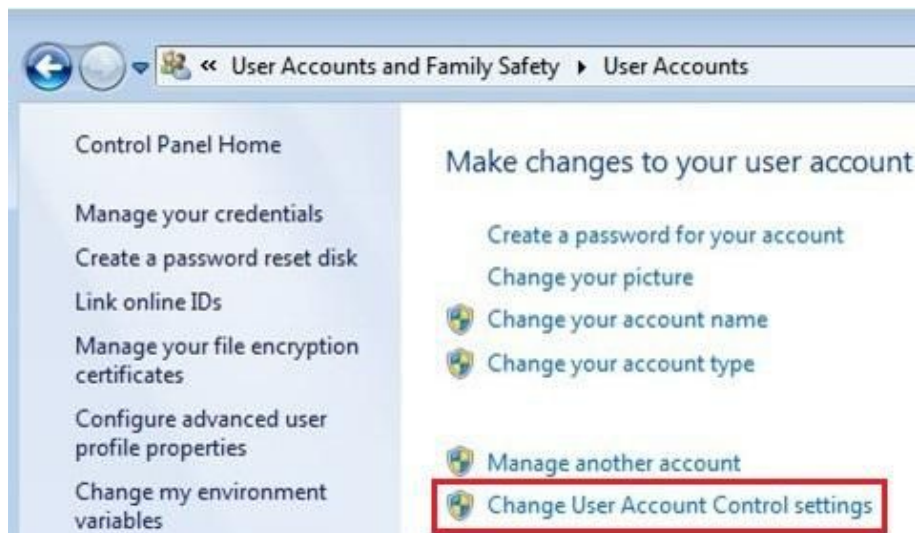 « User Accounts and Family Safety ▸ User Accounts
Control Panel Home
Manage your credentials
Create a password reset disk
Link online IDs
Manage your file encryption
certificates
Configure advanced user
profile properties
Change my environment
variables
Make changes to your user account
Create a password for your account
Change your picture
Change your account name
Change your account type
Manage another account
Change User Account Control settings